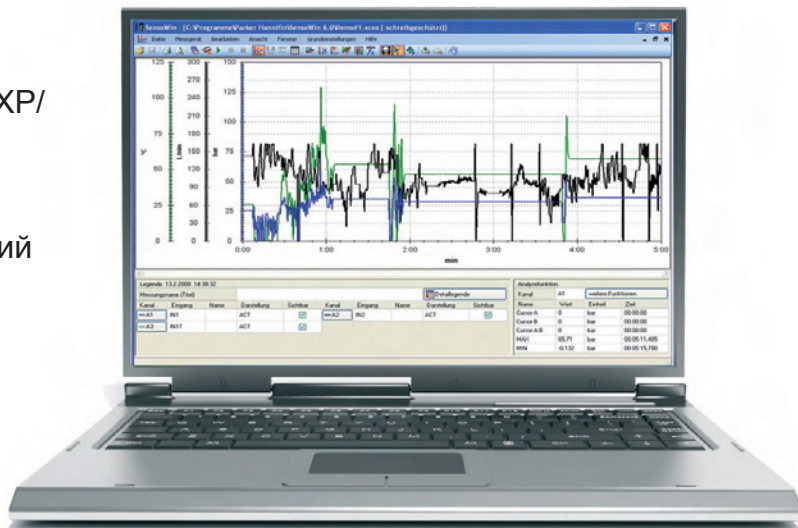 XP/
ий
SensoWin - [C:\Programme\Parker Hannifin\SensoWin 6.0\Demo#1.scxo [ schreibgeschützt]]
Datei Messgerät Bearbeiten Ansicht Fenster Grundeinstellungen Hilfe
125 300 150
270
125
100 240
210
100
75 180
°C L/min 150 bar 75
50 120
50
90
25 60
25
30
0 0 0
0:00 1:00 2:00 3:00 4:00 5:00
min
Legende 13.2.2008 14:38:32
Messungsname (Titel) Detaillegende
Kanal Eingang Name Darstellung Sichtbar Kanal Eingang Name Darstellung Sichtbar
A1 IN1 ACT A2 IN2 ACT
A3 IN1T ACT
Analysefunktion
Kanal A1 weitere Funktionen
Name Wert Einheit Zeit
Cursor A 0 bar 00:00:00
Cursor B 0 bar 00:00:00
Cursor A-B 0 bar 00:00:00
MAX 65,71 bar 00:05:11,485
MIN -0,132 bar 00:05:15,780